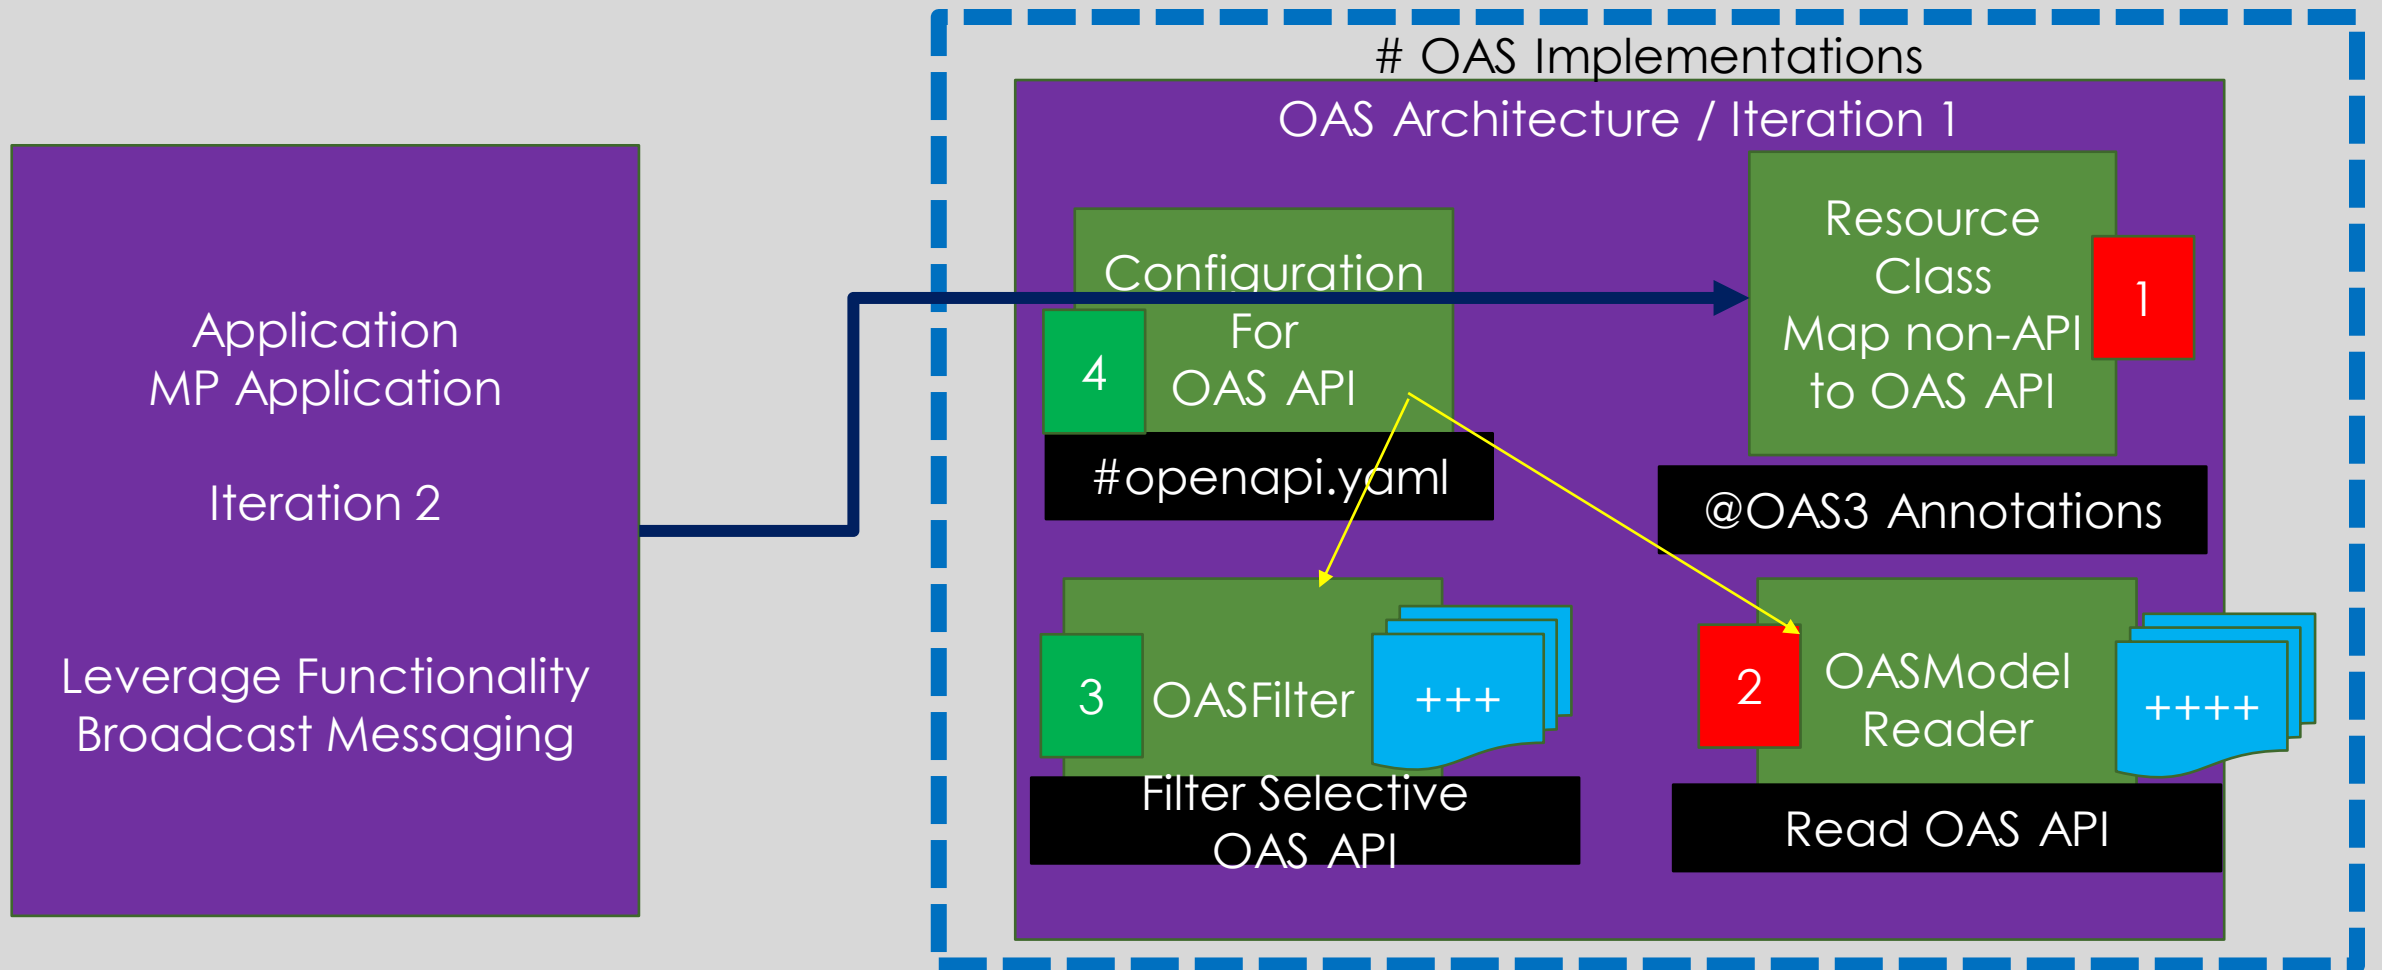 # OAS Implementations
OAS Architecture / Iteration 1
Application
MP Application
Iteration 2
Leverage Functionality
Broadcast Messaging
Configuration
For
OAS API
4
#openapi.yaml
Resource
Class
Map non-API
to OAS API
1
@OAS3 Annotations
3
OASFilter
+++
Filter Selective
OAS API
2
OASModel
Reader
++++
Read OAS API